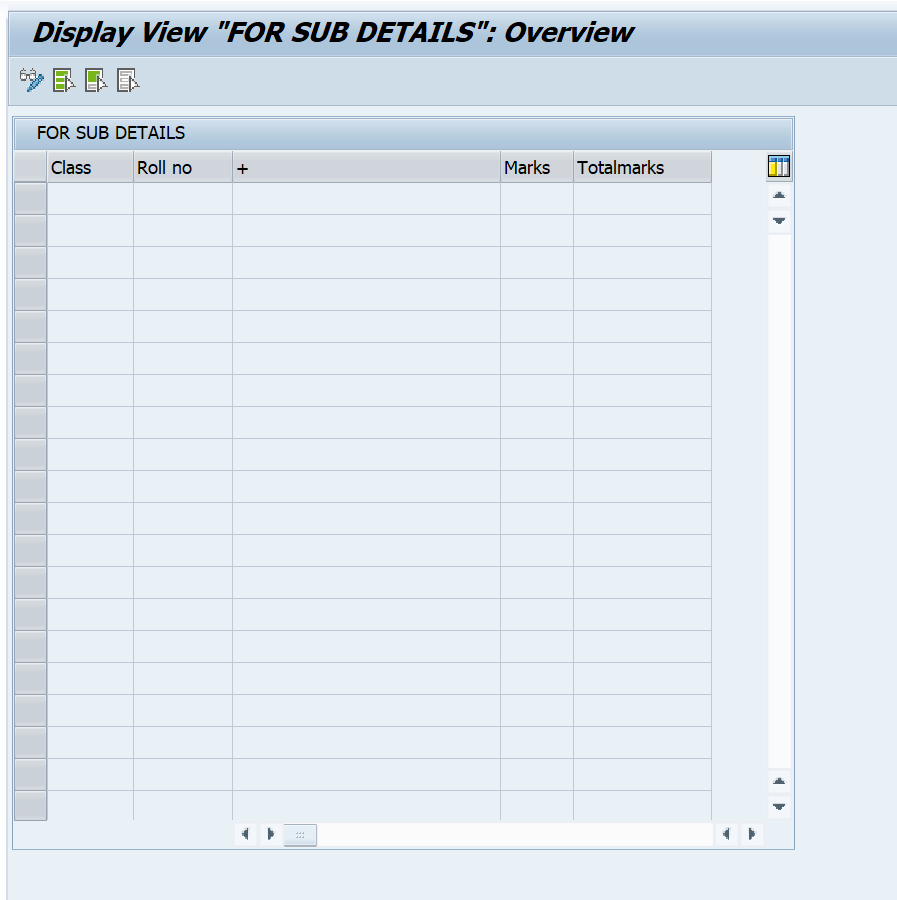 Display View "FOR SUB DETAILS": Overview
FOR SUB DETAILS
Class Roll no + Marks Totalmarks